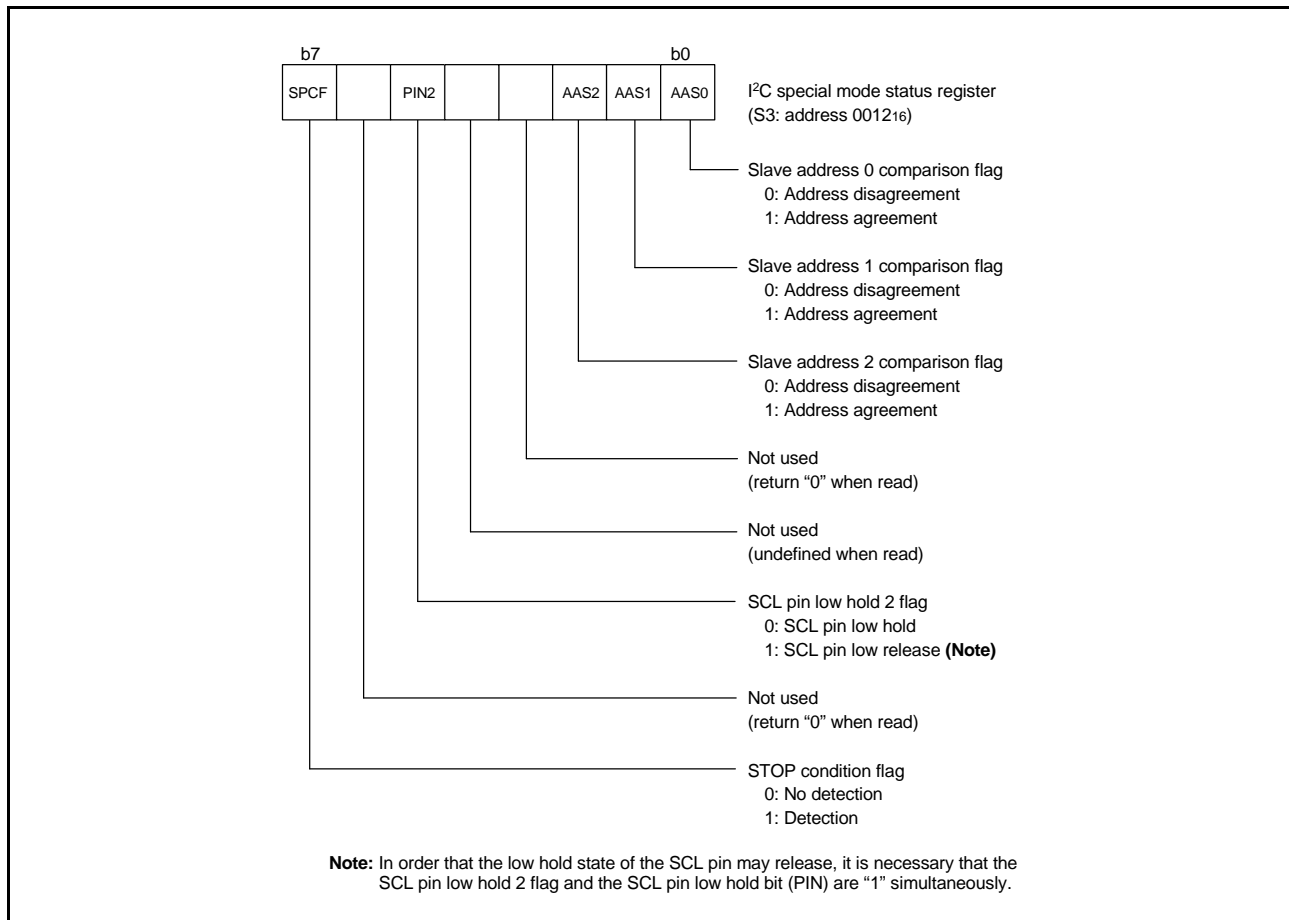 b7 b0
SPCF PIN2 AAS2 AAS1 AAS0
I²C special mode status register
(S3: address 0012₁₆)
Slave address 0 comparison flag
0: Address disagreement
1: Address agreement
Slave address 1 comparison flag
0: Address disagreement
1: Address agreement
Slave address 2 comparison flag
0: Address disagreement
1: Address agreement
Not used
(return “0” when read)
Not used
(undefined when read)
SCL pin low hold 2 flag
0: SCL pin low hold
1: SCL pin low release (Note)
Not used
(return “0” when read)
STOP condition flag
0: No detection
1: Detection
Note: In order that the low hold state of the SCL pin may release, it is necessary that the
SCL pin low hold 2 flag and the SCL pin low hold bit (PIN) are “1” simultaneously.